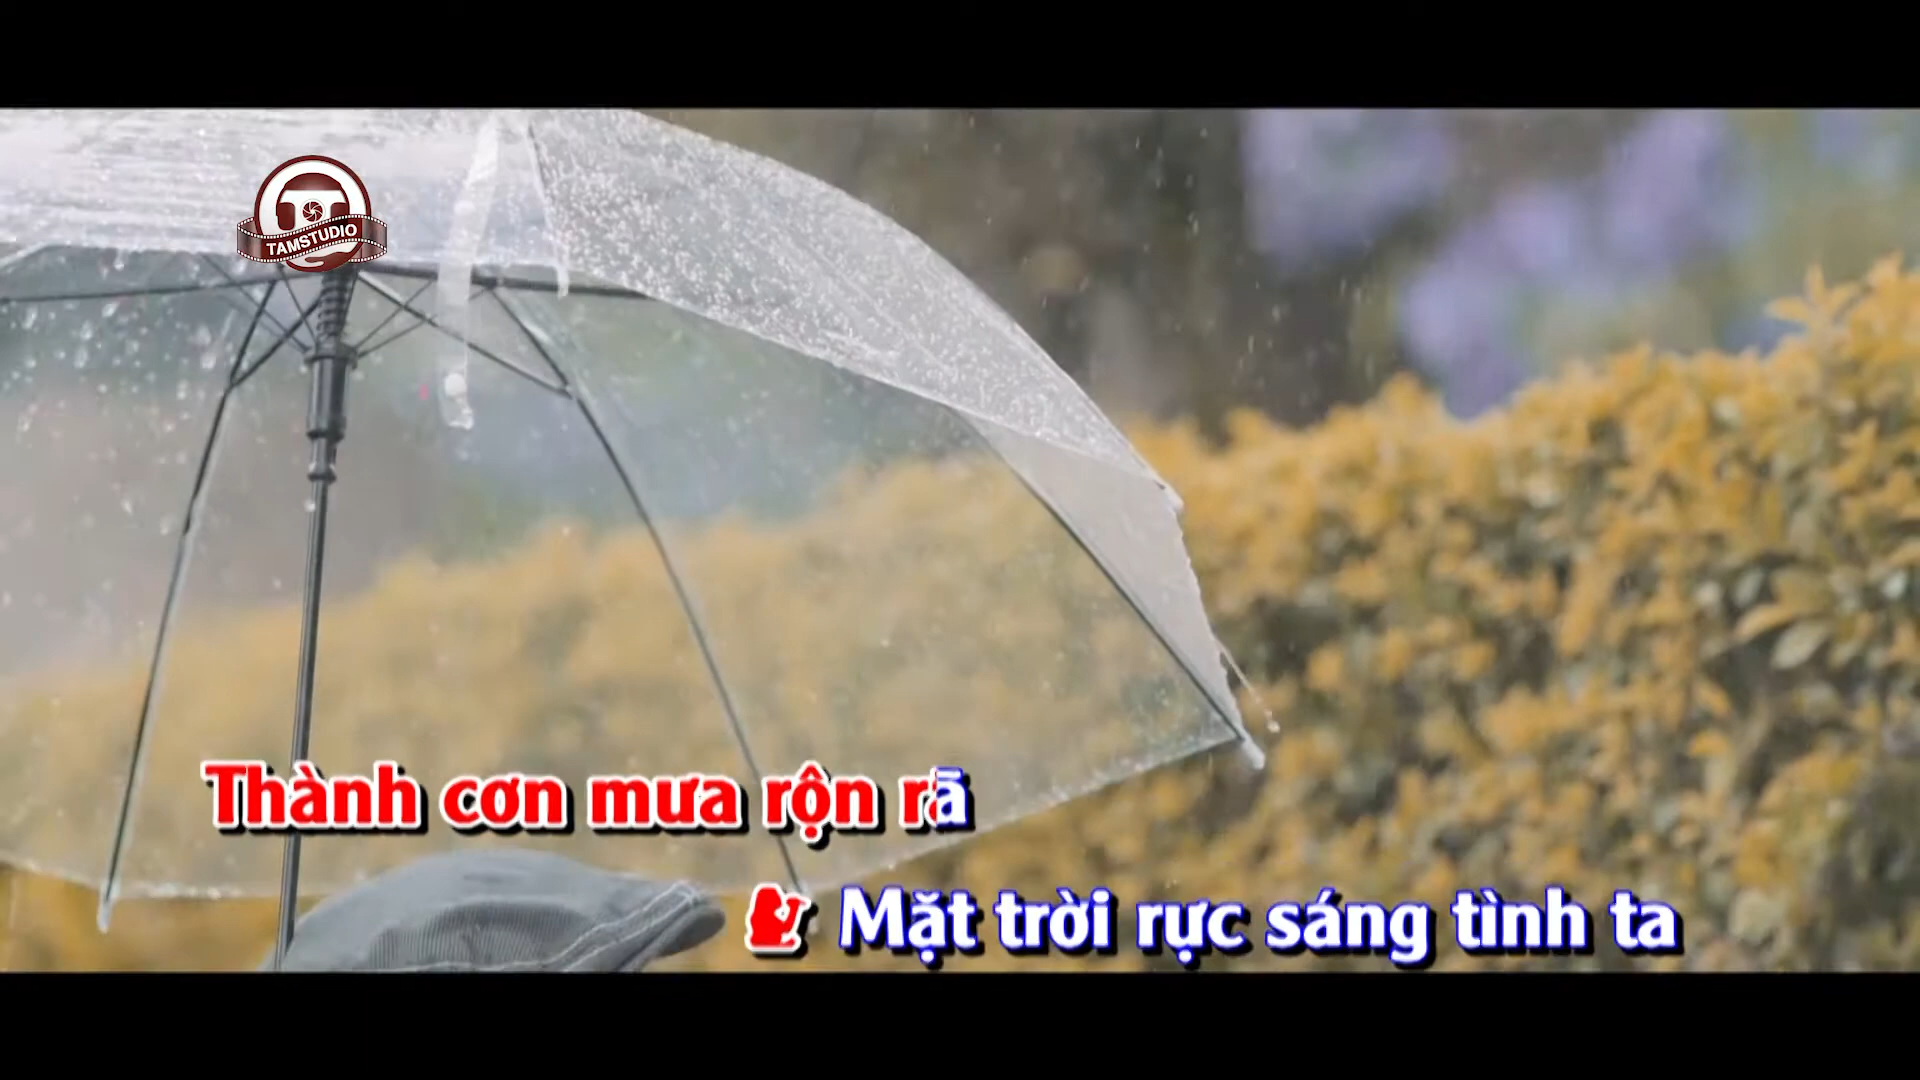 TAMSTUDIO
Thành cơn mưa rộn rã
Mặt trời rực sáng tình ta